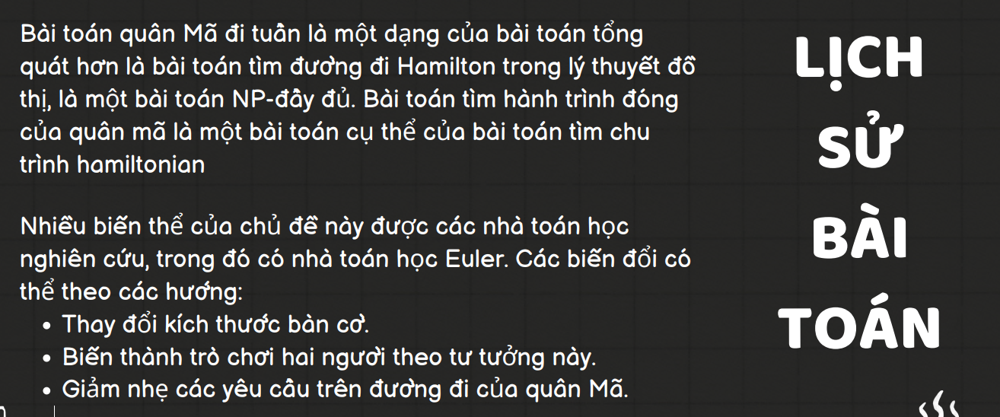 Bài toán quân Mã đi tuần là một dạng của bài toán tổng
quát hơn là bài toán tìm đường đi Hamilton trong lý thuyết đồ
thị, là một bài toán NP-đầy đủ. Bài toán tìm hành trình đóng
của quân mã là một bài toán cụ thể của bài toán tìm chu
trình hamiltonian
Nhiều biến thể của chủ đề này được các nhà toán học
nghiên cứu, trong đó có nhà toán học Euler. Các biến đổi có
thể theo các hướng:
• Thay đổi kích thước bàn cờ.
• Biến thành trò chơi hai người theo tư tưởng này.
• Giảm nhẹ các yêu cầu trên đường đi của quân Mã.
LỊCH
SỬ
BÀI
TOÁN